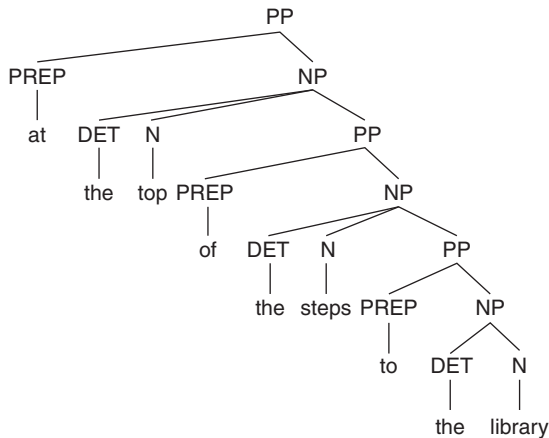 PP
PREP NP
at DET N PP
the top PREP NP
of DET N PP
the steps PREP NP
to DET N
the library